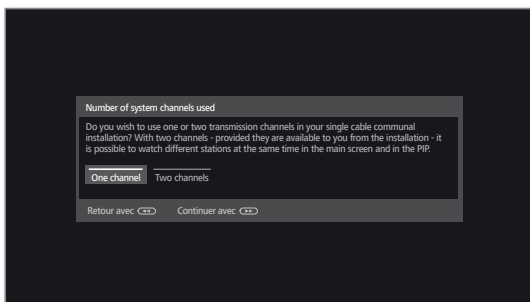 Number of system channels used
Do you wish to use one or two transmission channels in your single cable communal
installation? With two channels - provided they are available to you from the installation - it
is possible to watch different stations at the same time in the main screen and in the PIP.
One channel Two channels
Retour avec Continuer avec